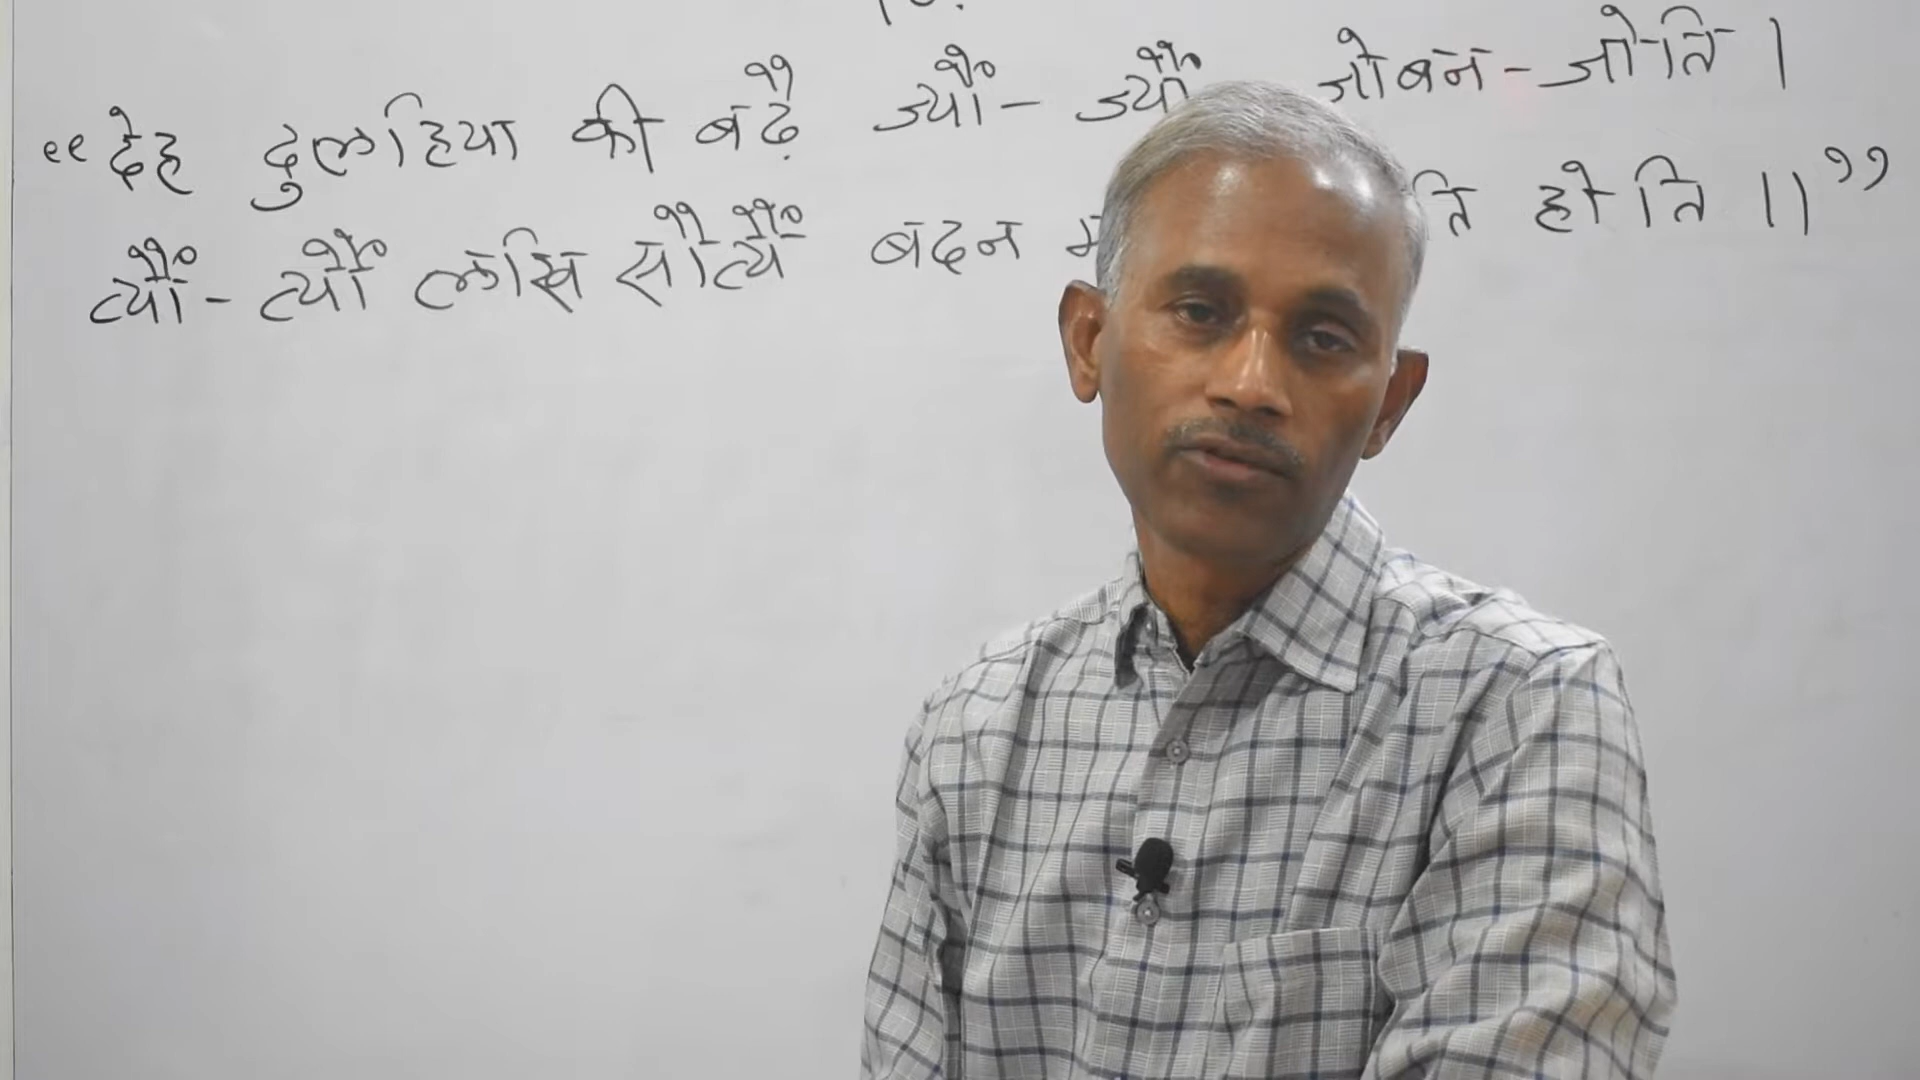 “देह दुलहिया की बढ़ै ज्यौं-ज्यौं जोबन-जोति।
त्यौं-त्यौं लखि सौत्यैं बदन होति॥”